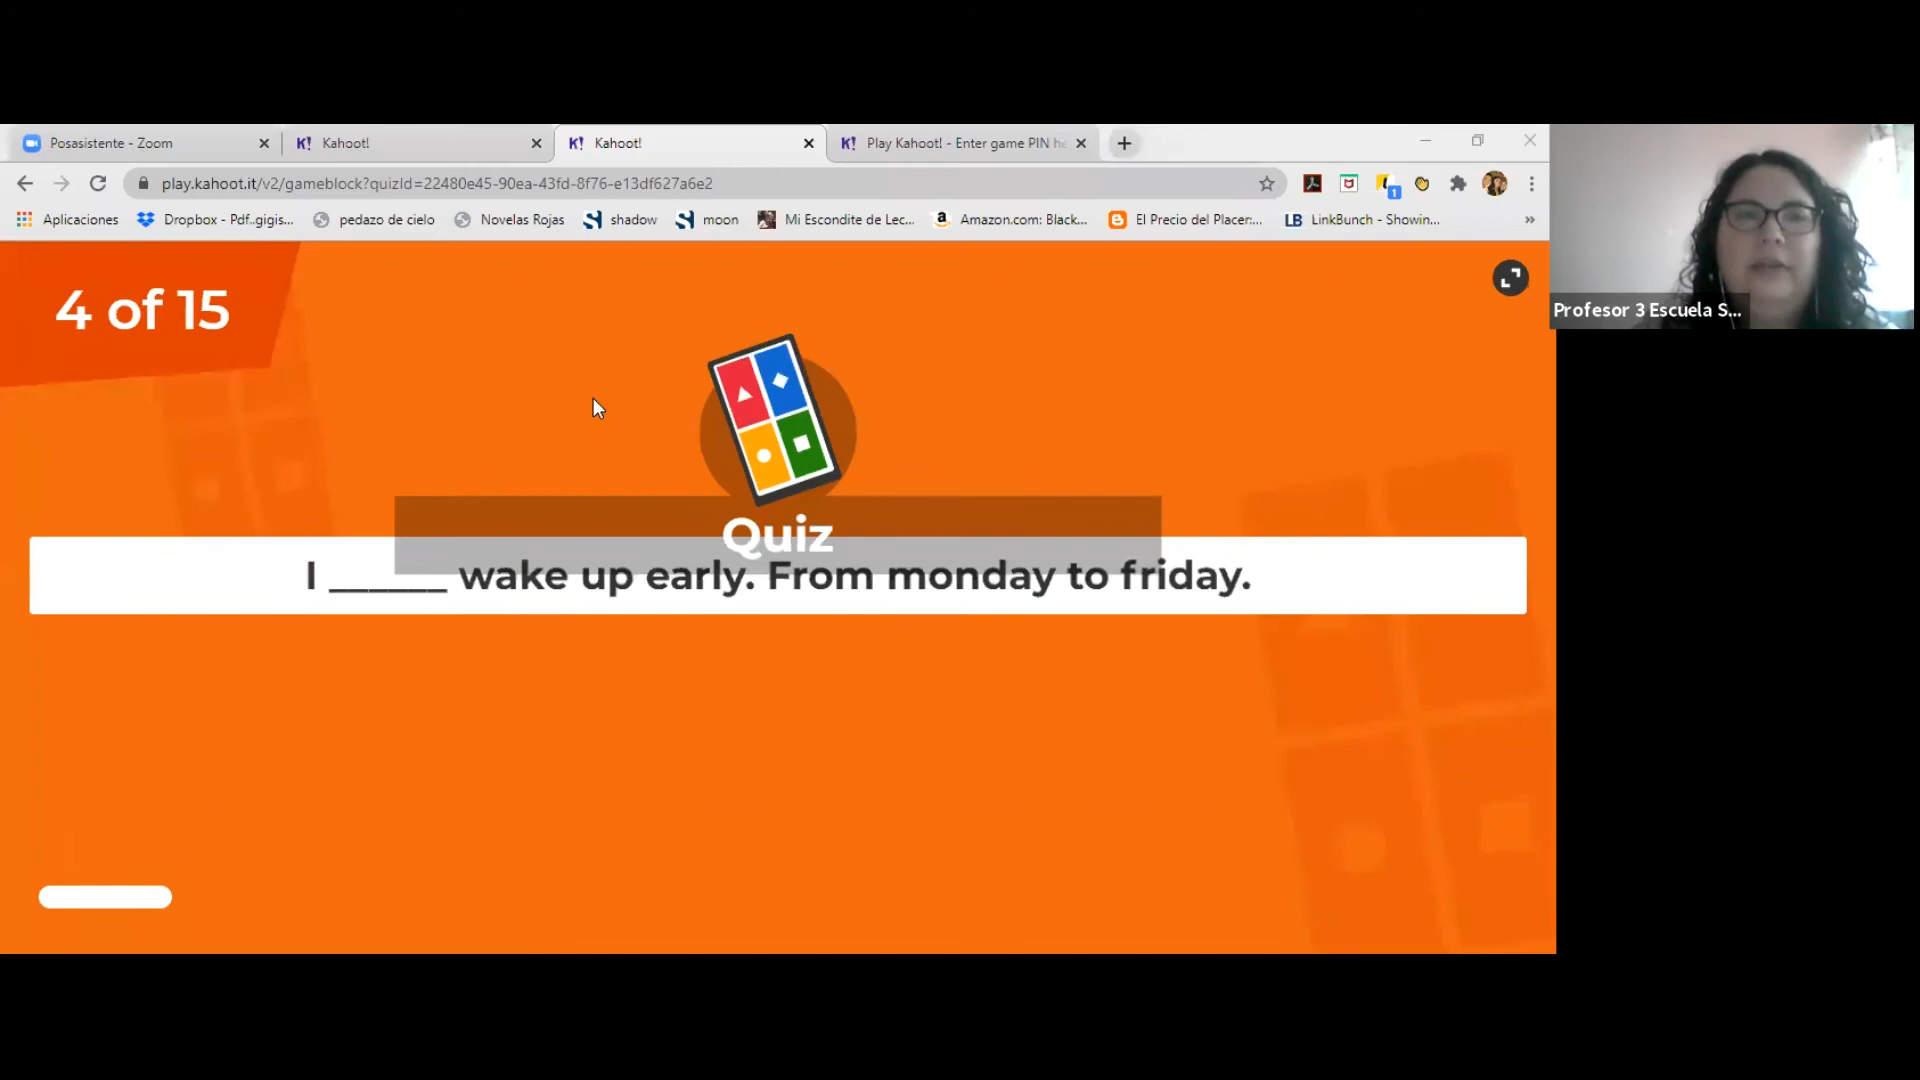 Posasistente - Zoom
Kahoot!
Kahoot!
Play Kahoot! - Enter game PIN he
play.kahoot.it/v2/gameblock?quizId=22480e45-90ea-43fd-8f76-e13df627a6e2
1
Aplicaciones
Dropbox - Pdf..gigis...
pedazo de cielo
Novelas Rojas
shadow
moon
Mi Escondite de Lec...
Amazon.com: Black...
El Precio del Placer:...
LB LinkBunch - Showin...
Profesor 3 Escuela S...
4 of 15
Quiz
I ______ wake up early. From monday to friday.